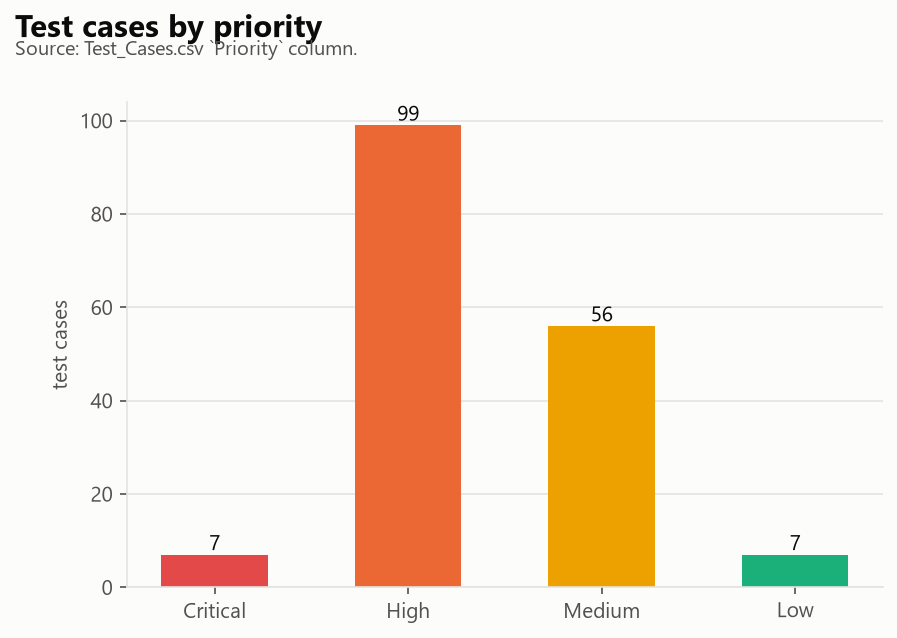 Test cases by priority
Source: Test_Cases.csv `Priority` column.
100
80
60
40
20
0
test cases
7
99
56
7
Critical
High
Medium
Low